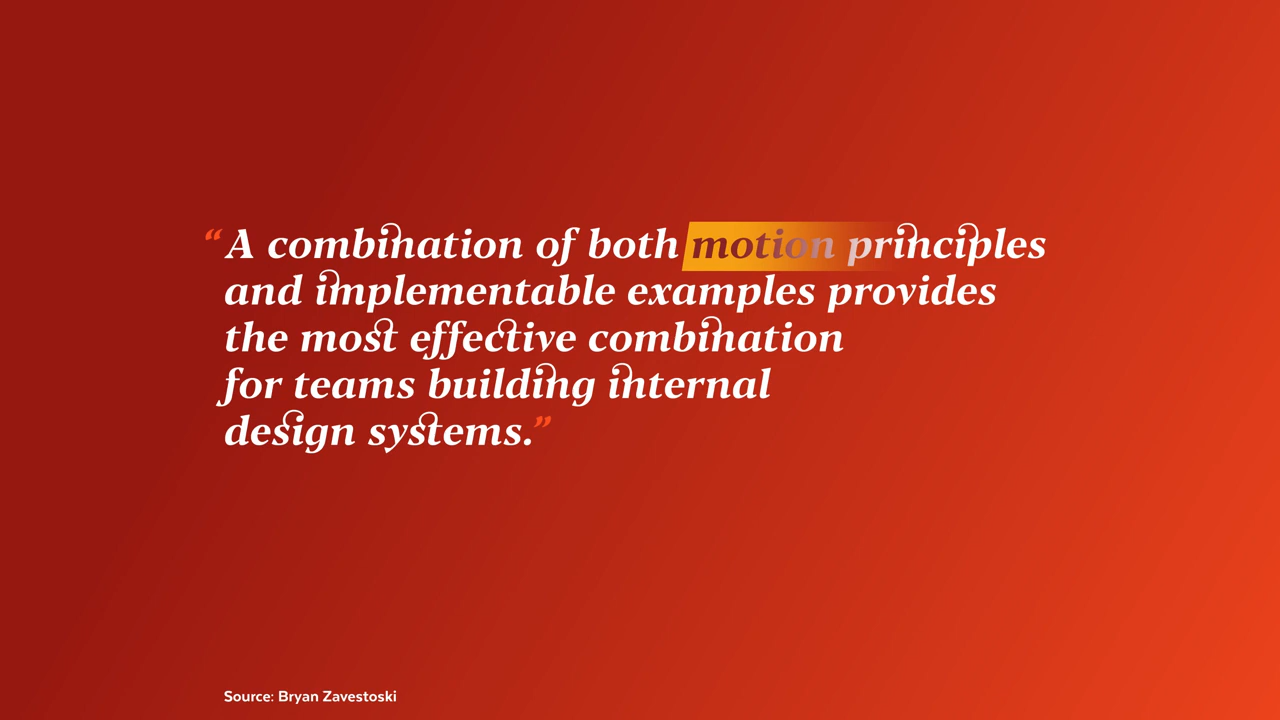 “A combination of both motion principles
and implementable examples provides
the most effective combination
for teams building internal
design systems.”
Source: Bryan Zavestoski